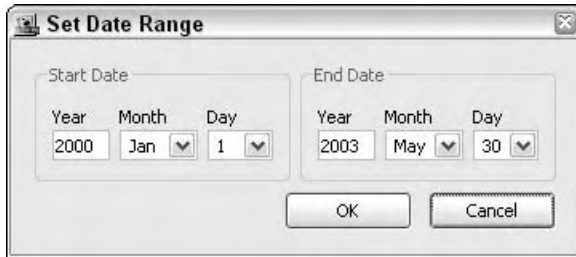 Set Date Range
Start Date
Year Month Day
2000 Jan 1
End Date
Year Month Day
2003 May 30
OK Cancel